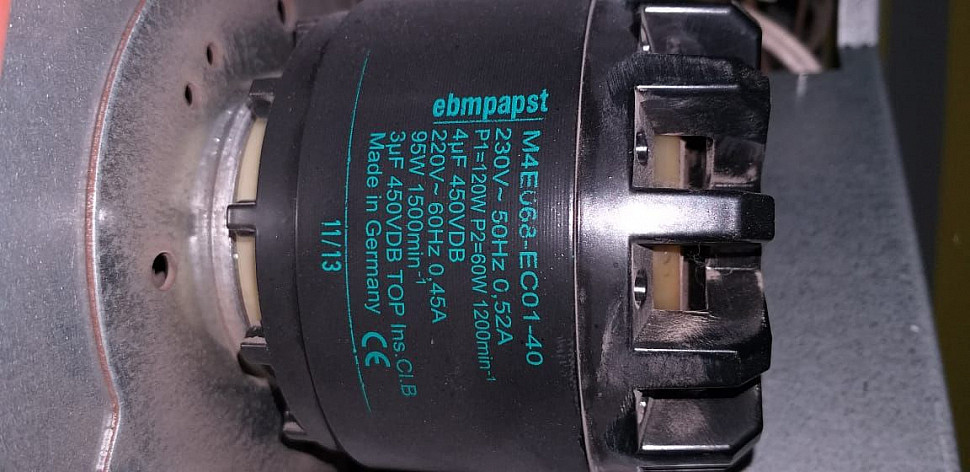 ebmpapst
M4E068-EC01-40
230V~ 50Hz 0,52A
P1=120W P2=60W 1200min-1
4µF 450VDB
220V~ 60Hz 0,45A
95W 1500min-1
3µF 450VDB TOP Ins.Cl.B
Made in Germany CE
11/13